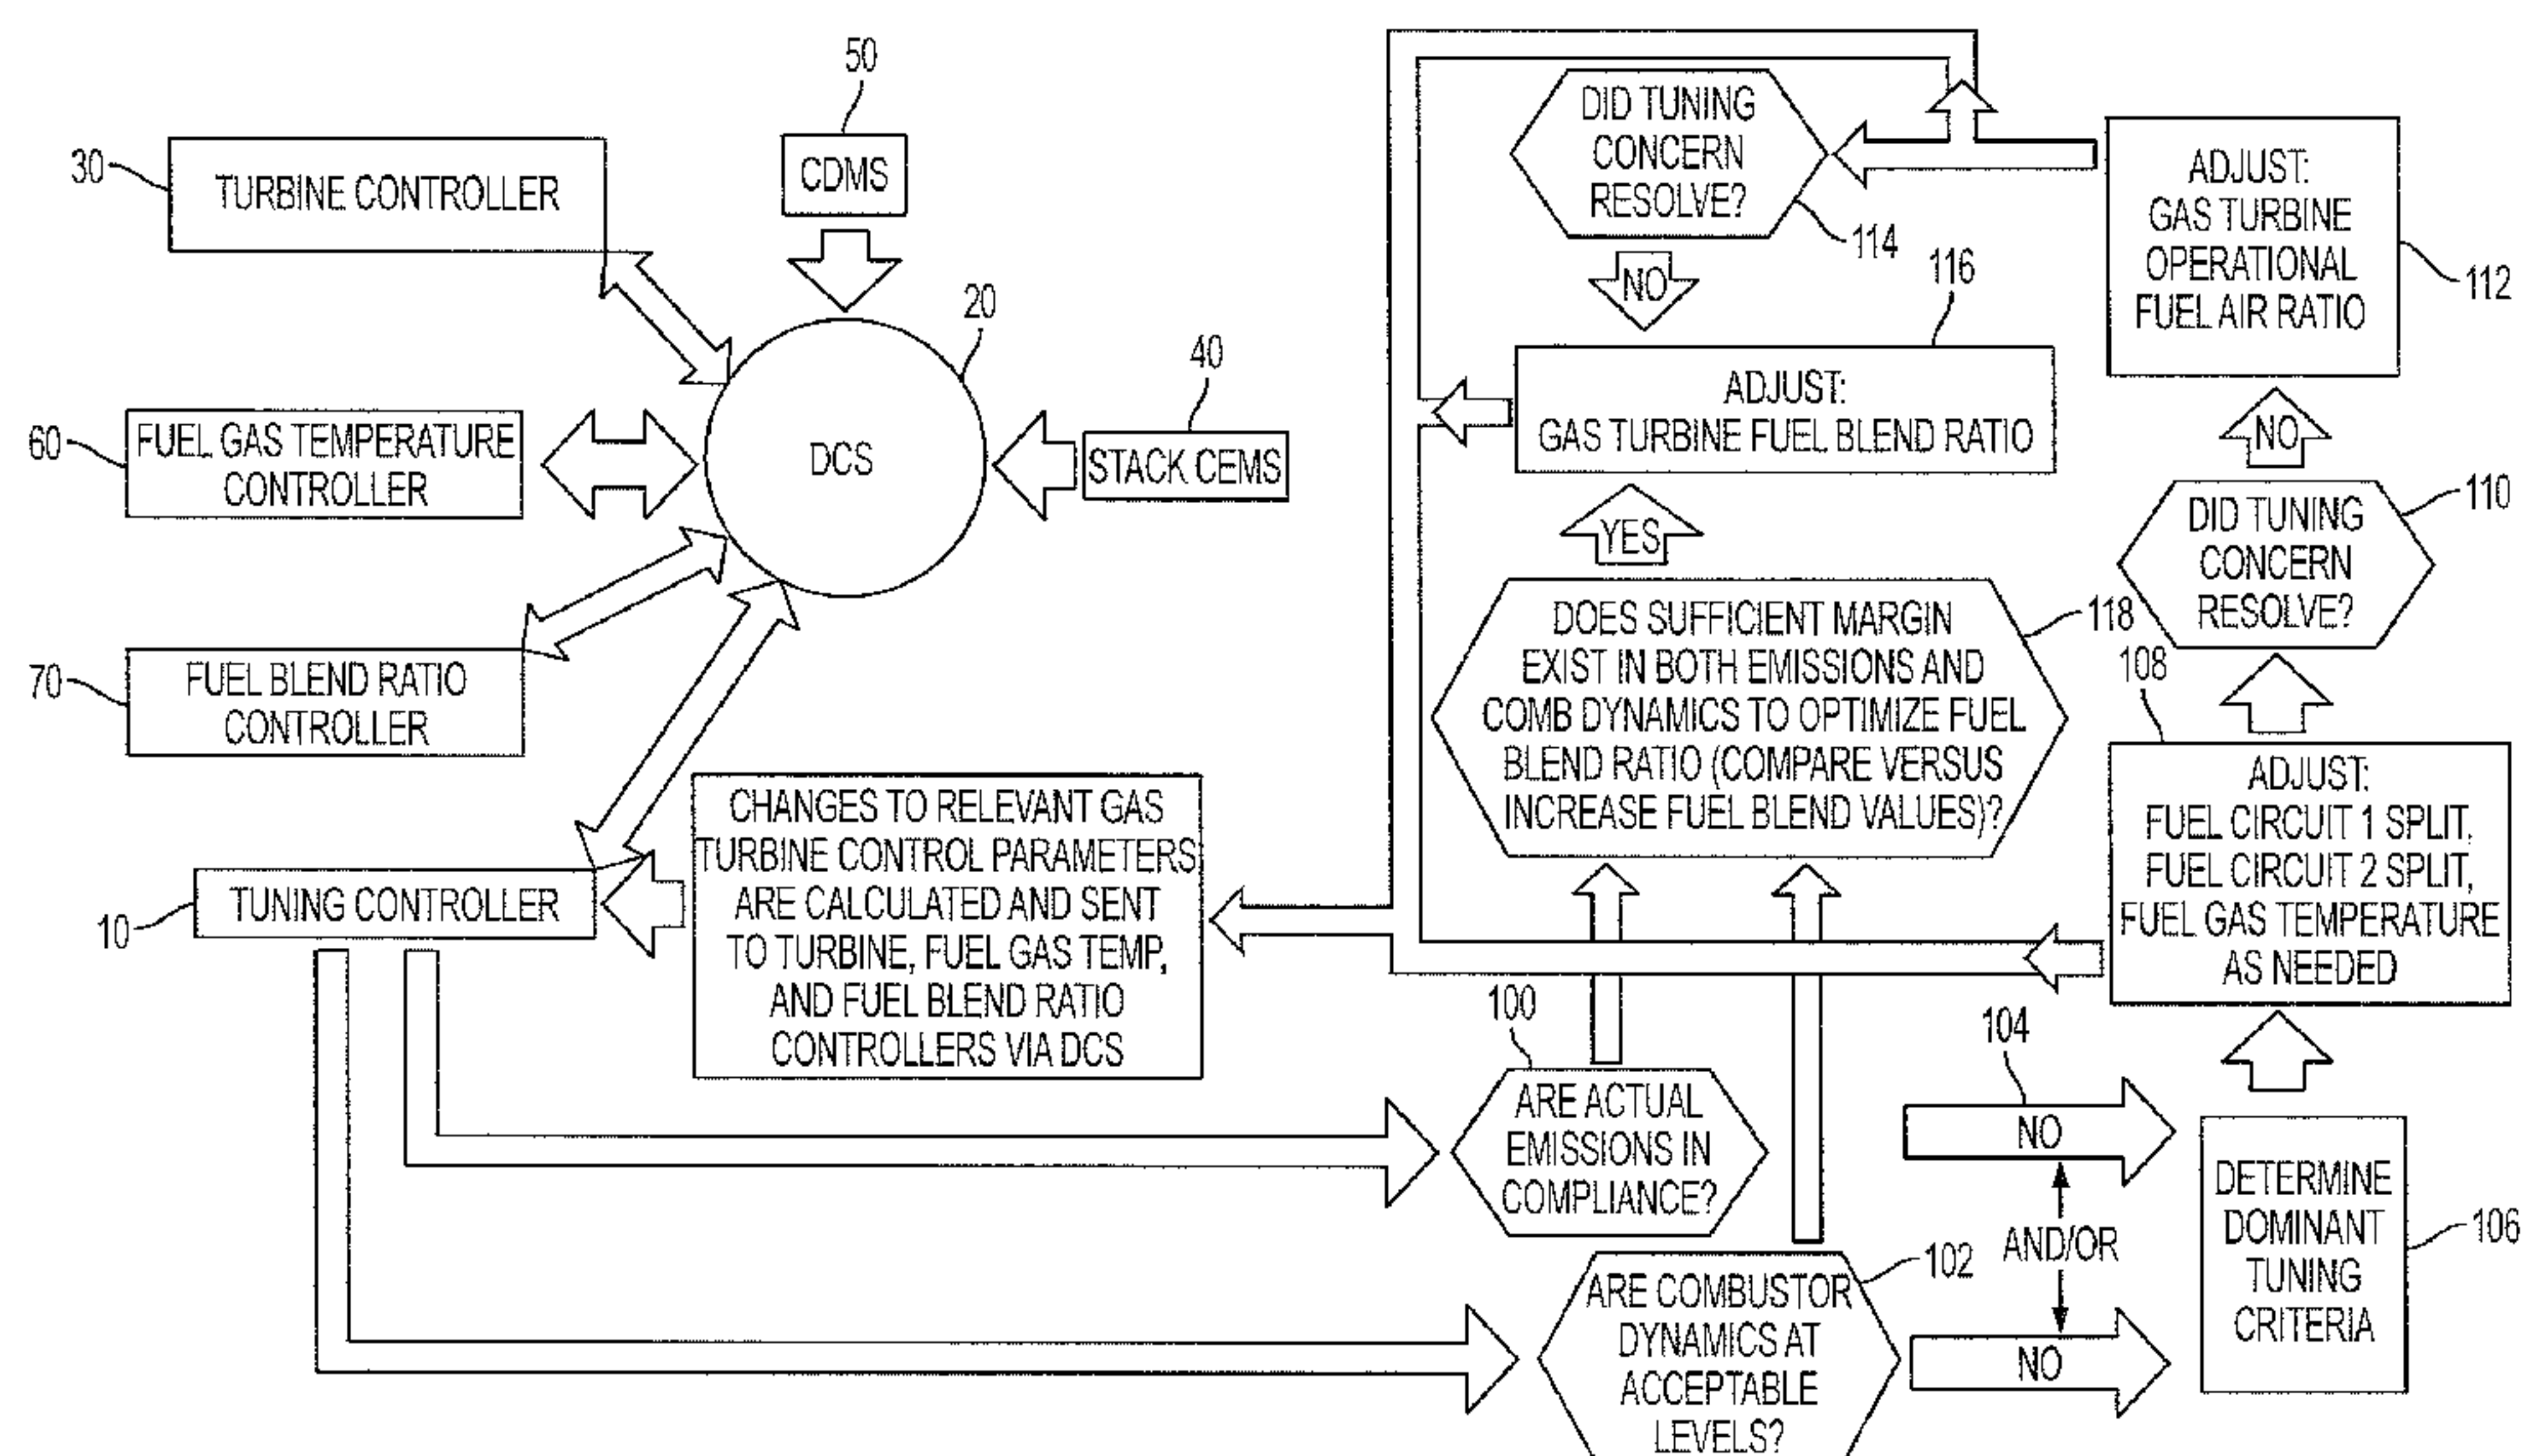 50
30
TURBINE CONTROLLER
CDMS
20
40
60
FUEL GAS TEMPERATURE
CONTROLLER
DCS
STACK CEMS
70
FUEL BLEND RATIO
CONTROLLER
10
TUNING CONTROLLER
CHANGES TO RELEVANT GAS
TURBINE CONTROL PARAMETERS
ARE CALCULATED AND SENT
TO TURBINE, FUEL GAS TEMP,
AND FUEL BLEND RATIO
CONTROLLERS VIA DCS
DID TUNING
CONCERN
RESOLVE?
114
NO
116
ADJUST:
GAS TURBINE FUEL BLEND RATIO
YES
DOES SUFFICIENT MARGIN
EXIST IN BOTH EMISSIONS AND
COMB DYNAMICS TO OPTIMIZE FUEL
BLEND RATIO (COMPARE VERSUS
INCREASE FUEL BLEND VALUES)?
118
ADJUST:
GAS TURBINE
OPERATIONAL
FUEL AIR RATIO
112
NO
110
DID TUNING
CONCERN
RESOLVE?
108
ADJUST:
FUEL CIRCUIT 1 SPLIT,
FUEL CIRCUIT 2 SPLIT,
FUEL GAS TEMPERATURE
AS NEEDED
100
ARE ACTUAL
EMISSIONS IN
COMPLIANCE?
104
NO
AND/OR
NO
102
ARE COMBUSTOR
DYNAMICS AT
ACCEPTABLE
LEVELS?
DETERMINE
DOMINANT
TUNING
CRITERIA
106